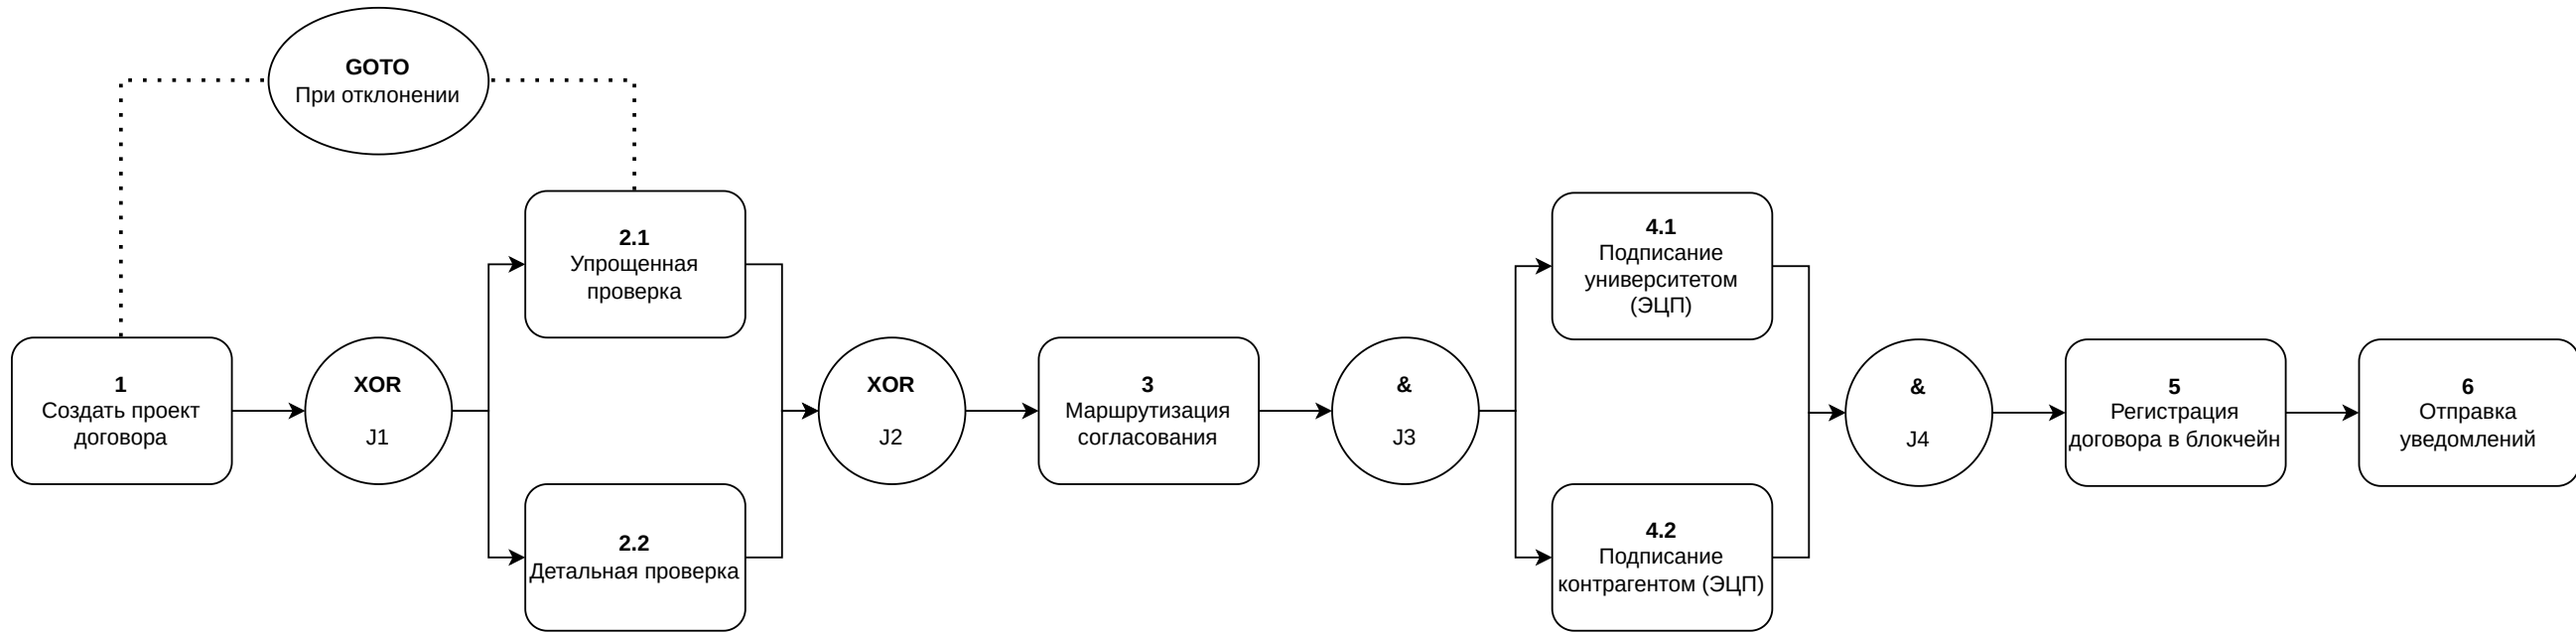 GOTO
При отклонении
1
Создать проект
договора
XOR
J1
2.1
Упрощенная
проверка
2.2
Детальная проверка
XOR
J2
3
Маршрутизация
согласования
&
J3
4.1
Подписание
университетом
(ЭЦП)
4.2
Подписание
контрагентом (ЭЦП)
&
J4
5
Регистрация
договора в блокчейн
6
Отправка
уведомлений